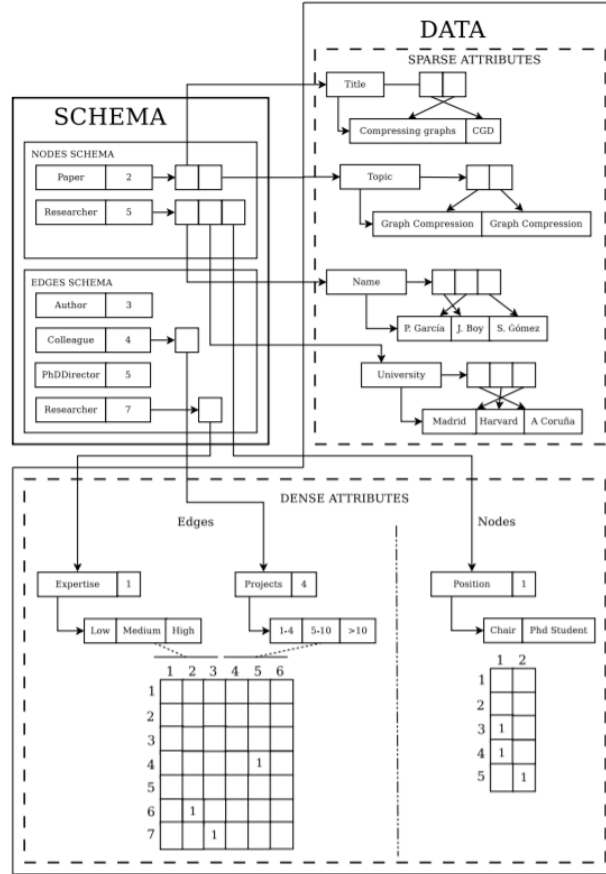 DATA
SPARSE ATTRIBUTES
Title
Compressing graphs CGD
SCHEMA
NODES SCHEMA
Paper 2
Researcher 5
Topic
Graph Compression Graph Compression
EDGES SCHEMA
Author 3
Colleague 4
PhDDirector 5
Researcher 7
Name
P. García J. Boy S. Gómez
University
Madrid Harvard A Coruña
DENSE ATTRIBUTES
Edges
Nodes
Expertise 1
Projects 4
Position 1
Low Medium High
1-4 5-10 >10
Chair Phd Student
1 2 3 4 5 6
1
2
3
4 1
5
6 1
7 1
1 2
1
2
3 1
4 1
5 1